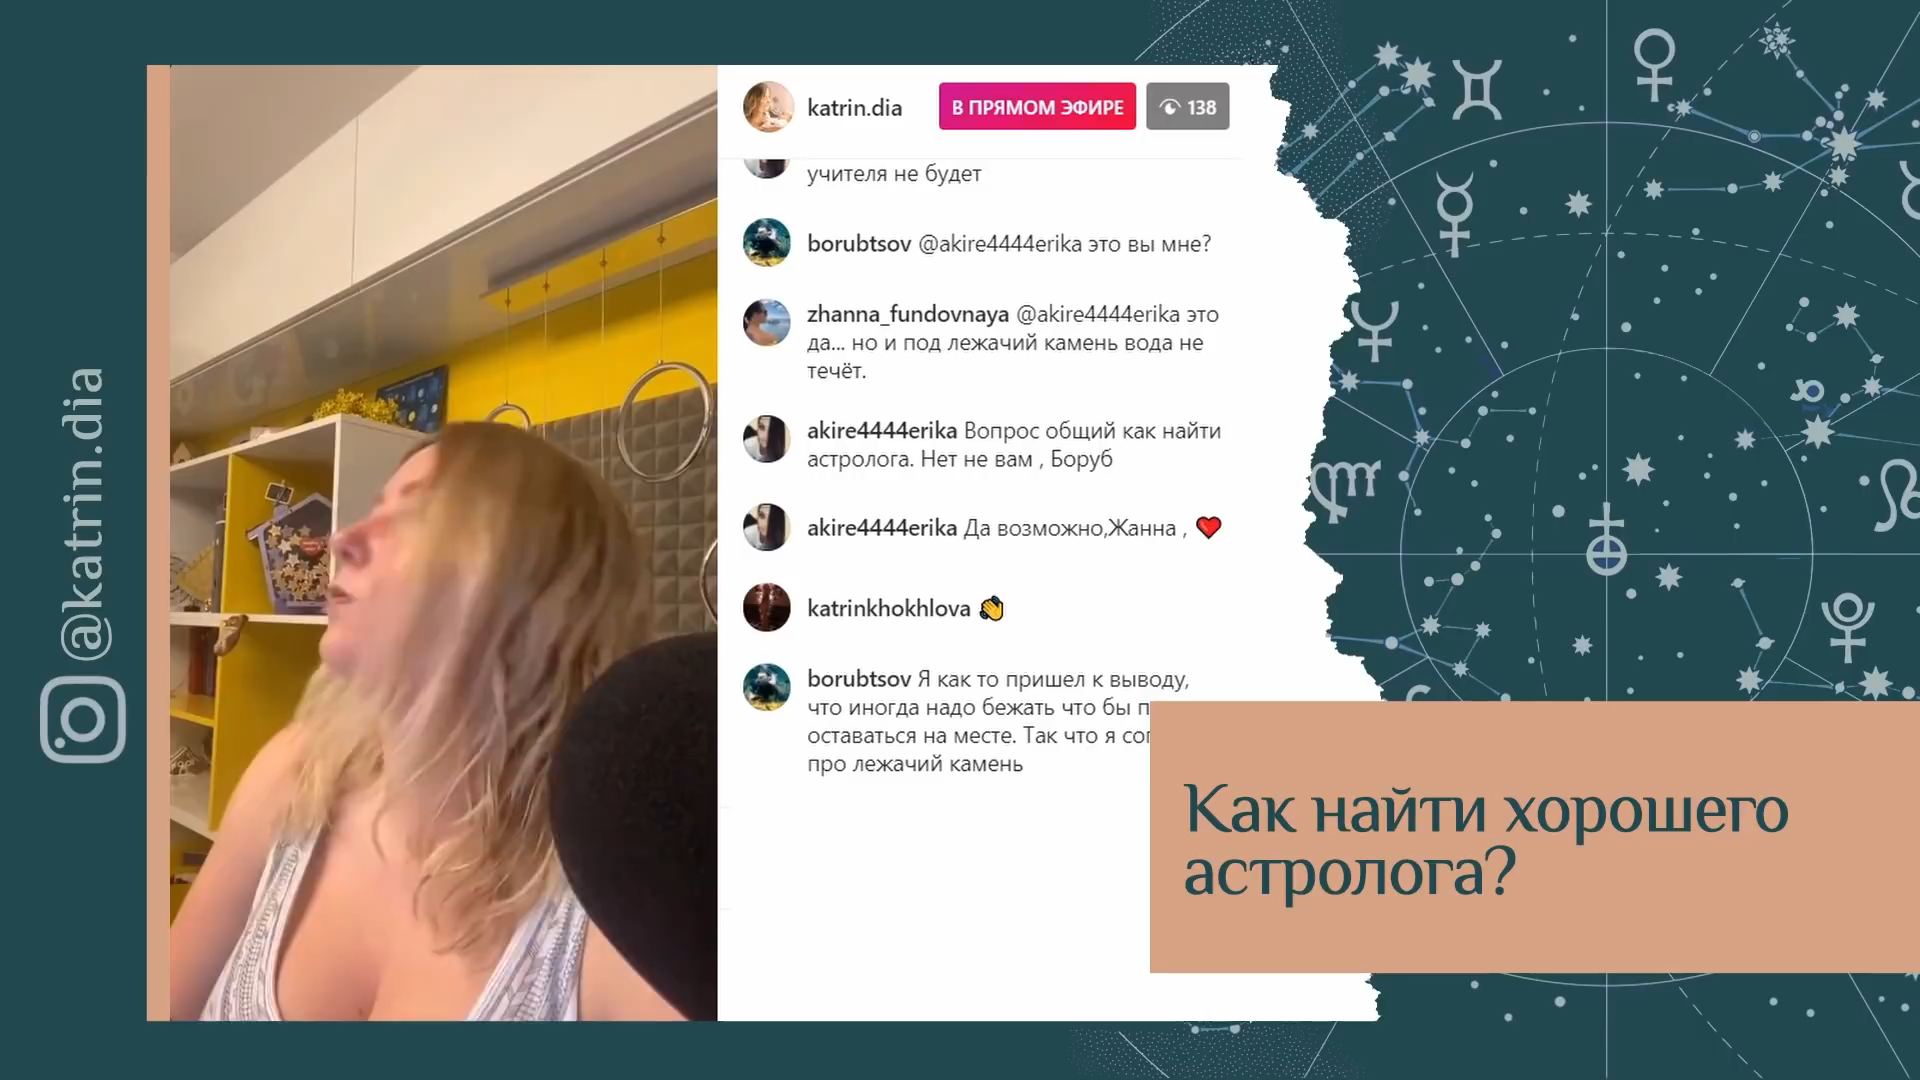 @katrin.dia
katrin.dia
В ПРЯМОМ ЭФИРЕ
138
учителя не будет
borubtsov @akire4444erika это вы мне?
zhanna_fundovnaya @akire4444erika это
да... но и под лежачий камень вода не
течёт.
akire4444erika Вопрос общий как найти
астролога. Нет не вам , Боруб
akire4444erika Да возможно,Жанна , ❤️
katrinkhokhlova 👏
borubtsov Я как то пришел к выводу,
что иногда надо бежать что бы
оставаться на месте. Так что я
про лежачий камень
Как найти хорошего
астролога?